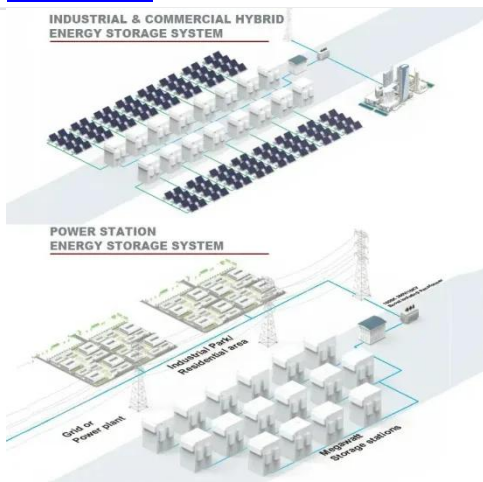 INDUSTRIAL & COMMERCIAL HYBRID
ENERGY STORAGE SYSTEM
POWER STATION
ENERGY STORAGE SYSTEM
Industrial Park/
Residential area
Grid or
Power plant
Megawatt
Storage stations